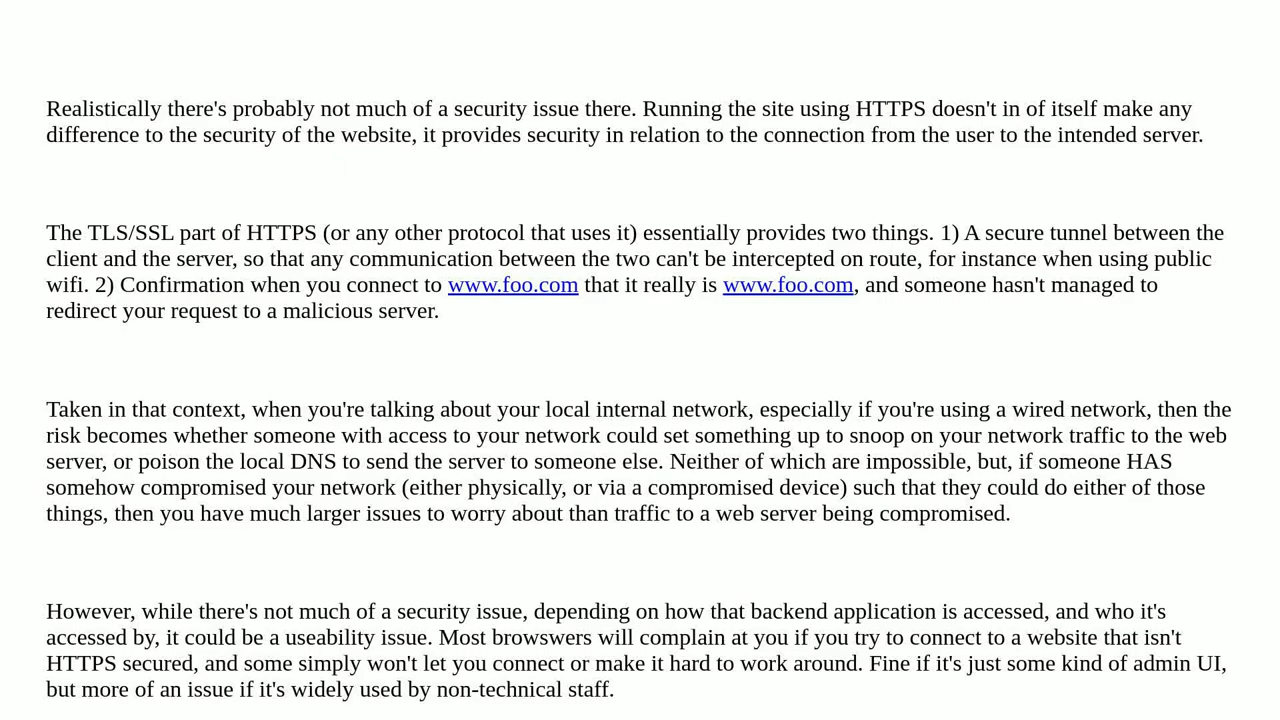 Realistically there's probably not much of a security issue there. Running the site using HTTPS doesn't in of itself make any
difference to the security of the website, it provides security in relation to the connection from the user to the intended server.
The TLS/SSL part of HTTPS (or any other protocol that uses it) essentially provides two things. 1) A secure tunnel between the
client and the server, so that any communication between the two can't be intercepted on route, for instance when using public
wifi. 2) Confirmation when you connect to www.foo.com that it really is www.foo.com, and someone hasn't managed to
redirect your request to a malicious server.
Taken in that context, when you're talking about your local internal network, especially if you're using a wired network, then the
risk becomes whether someone with access to your network could set something up to snoop on your network traffic to the web
server, or poison the local DNS to send the server to someone else. Neither of which are impossible, but, if someone HAS
somehow compromised your network (either physically, or via a compromised device) such that they could do either of those
things, then you have much larger issues to worry about than traffic to a web server being compromised.
However, while there's not much of a security issue, depending on how that backend application is accessed, and who it's
accessed by, it could be a useability issue. Most browswers will complain at you if you try to connect to a website that isn't
HTTPS secured, and some simply won't let you connect or make it hard to work around. Fine if it's just some kind of admin UI,
but more of an issue if it's widely used by non-technical staff.